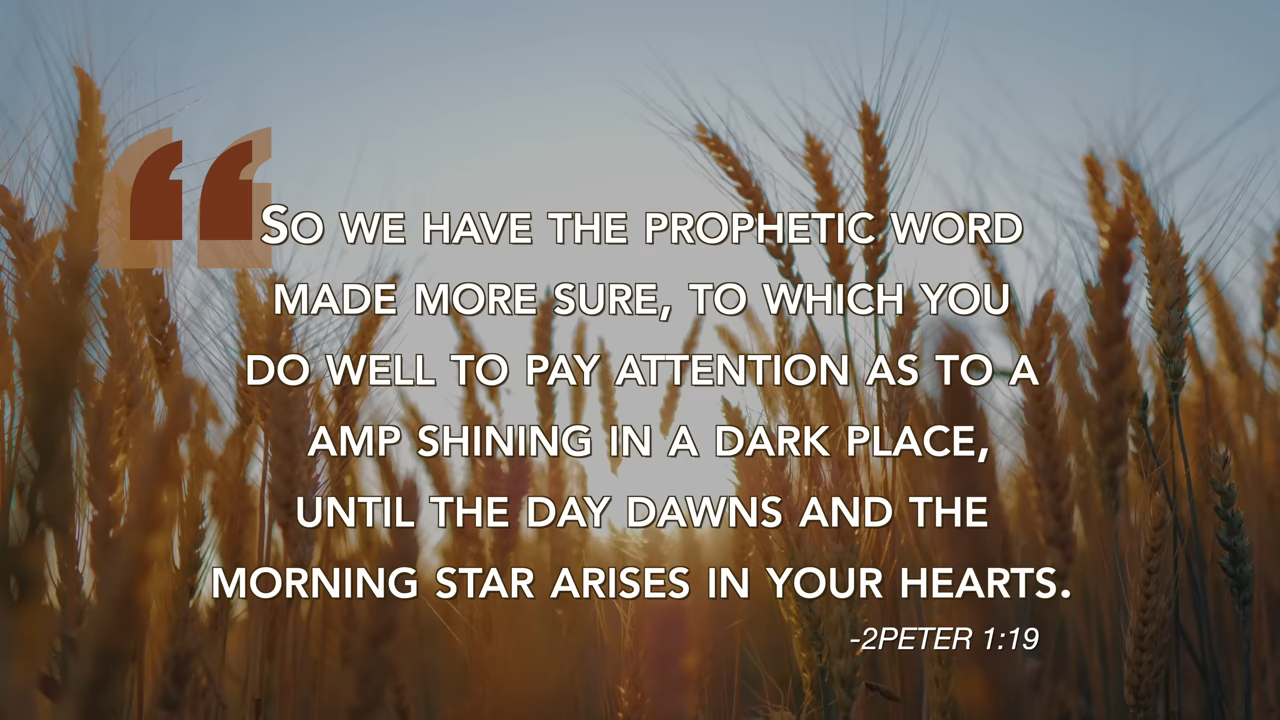 “
So we have the prophetic word
made more sure, to which you
do well to pay attention as to a
amp shining in a dark place,
until the day dawns and the
morning star arises in your hearts.
-2PETER 1:19